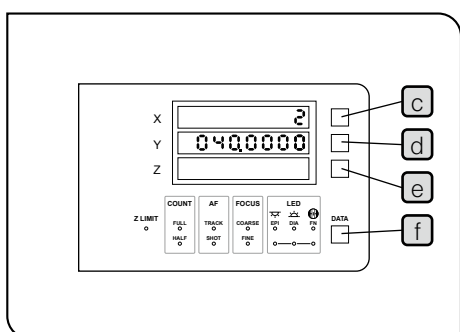 X 2 c
Y 040.0000 d
Z e
COUNT AF FOCUS LED
Z LIMIT FULL TRACK COARSE EPI DIA FN DATA f
HALF SHOT FINE